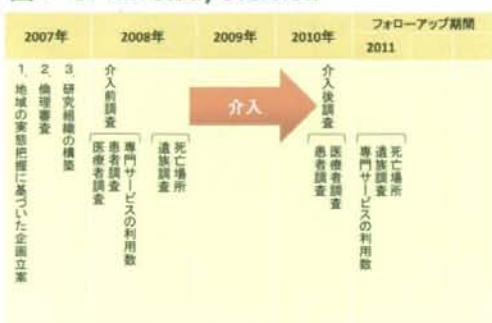 2007年
2008年
2009年
2010年
フォローアップ期間
2011
1. 地域の実態把握に基づいた企画立案
2. 倫理審査
3. 研究組織の構築
介入前調査
医療者調査
患者調査
専門サービスの利用数
遺族調査
死亡場所
介入
介入後調査
患者調査
医療者調査
専門サービスの利用数
遺族調査
死亡場所